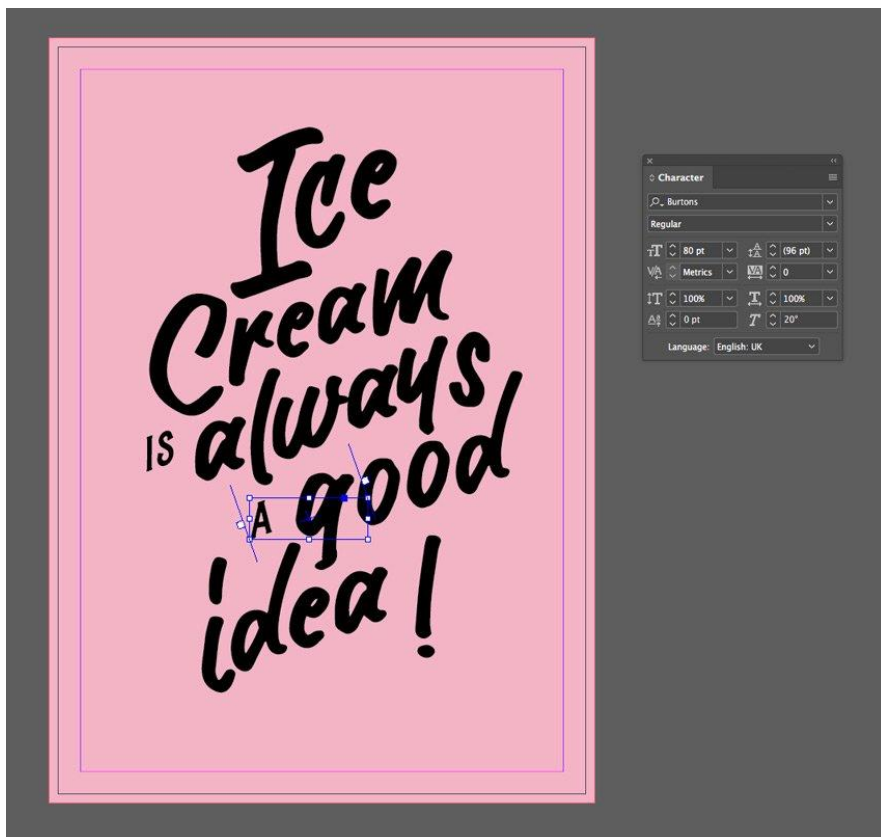 Ice
Cream
IS always
A good
idea!
Character
Burtons
Regular
80 pt (96 pt)
Metrics 0
100% 100%
0 pt 20°
Language: English: UK